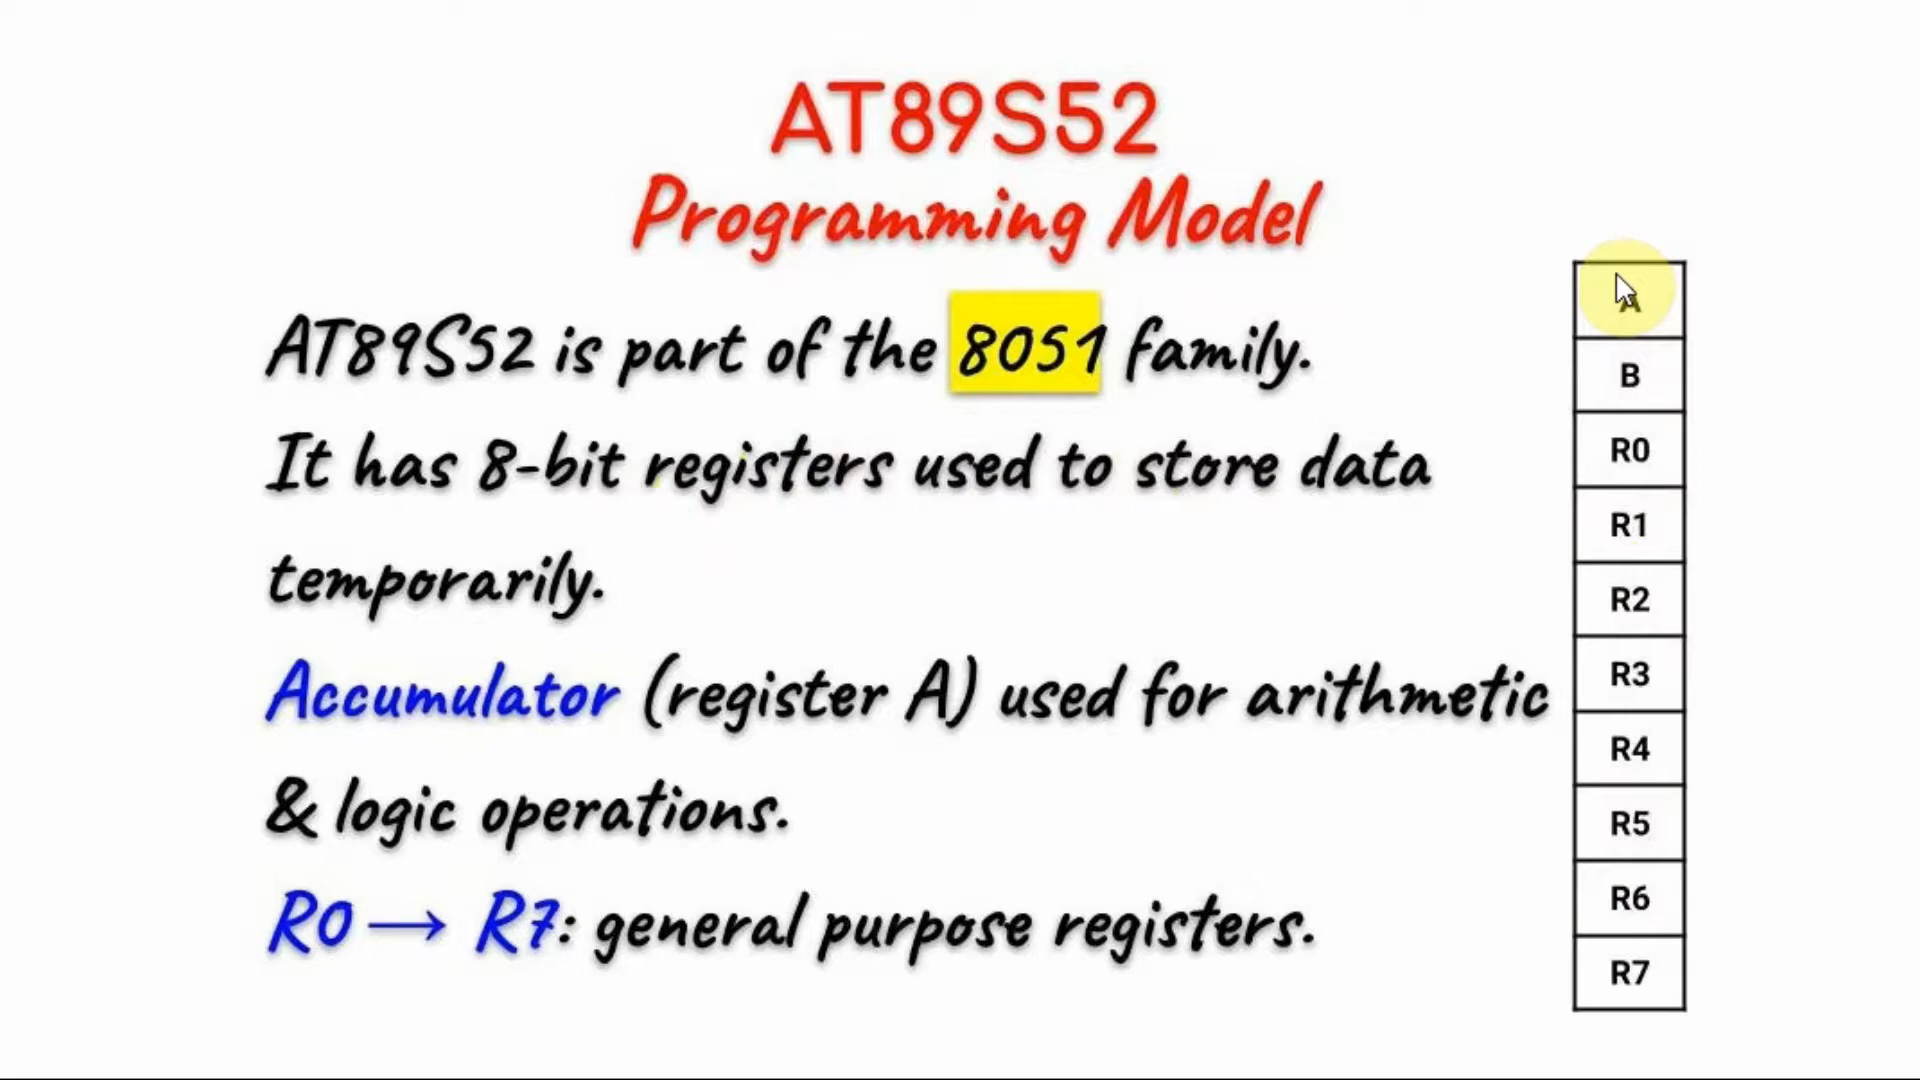 AT89S52
Programming Model
AT89S52 is part of the 8051 family.
It has 8-bit registers used to store data
temporarily.
Accumulator (register A) used for arithmetic
& logic operations.
R0 → R7: general purpose registers.
A
B
R0
R1
R2
R3
R4
R5
R6
R7